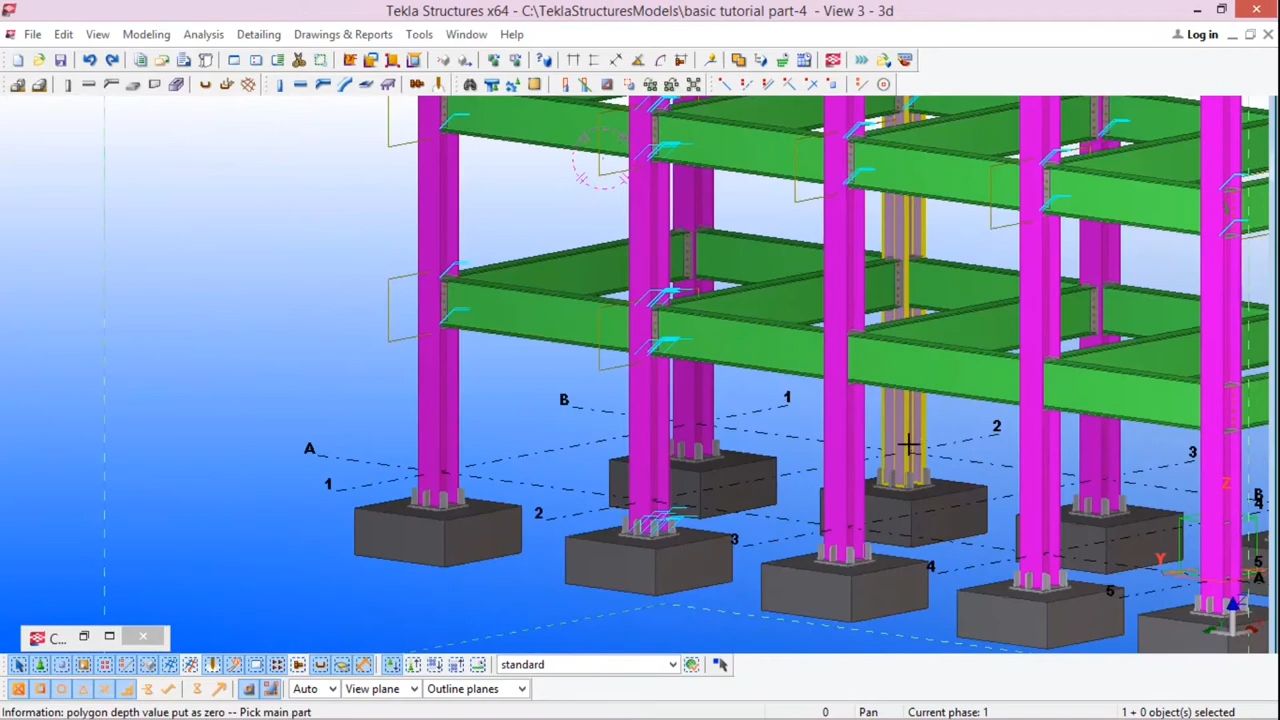 Tekla Structures x64 - C:\TeklaStructuresModels\basic tutorial part-4 - View 3 - 3d
File Edit View Modeling Analysis Detailing Drawings & Reports Tools Window Help Log in
B 1
A 2
1 3
2 B
4
3 Z
4 Y
5 5
A
C...
standard
Auto View plane Outline planes
Information: polygon depth value put as zero -- Pick main part 0 Pan Current phase: 1 1 + 0 object(s) selected